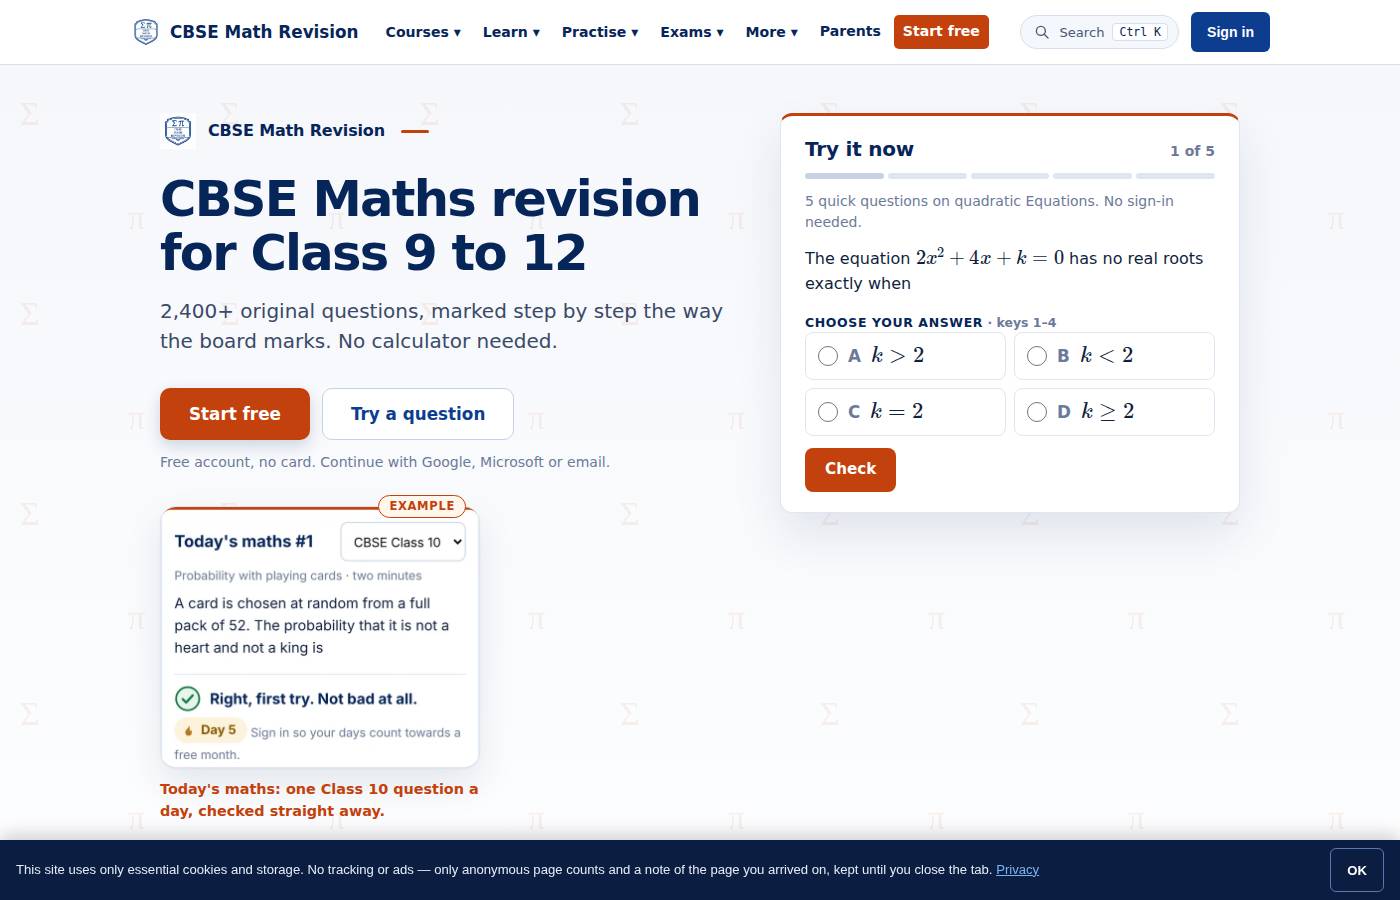 CBSE Math Revision
Courses ▾
Learn ▾
Practise ▾
Exams ▾
More ▾
Parents
Start free
Search Ctrl K
Sign in
CBSE Math Revision
CBSE Maths revision
for Class 9 to 12
2,400+ original questions, marked step by step the way
the board marks. No calculator needed.
Start free
Try a question
Free account, no card. Continue with Google, Microsoft or email.
EXAMPLE
Today's maths #1
CBSE Class 10
Probability with playing cards · two minutes
A card is chosen at random from a full
pack of 52. The probability that it is not a
heart and not a king is
Right, first try. Not bad at all.
Day 5 Sign in so your days count towards a
free month.
Today's maths: one Class 10 question a
day, checked straight away.
Try it now
1 of 5
5 quick questions on quadratic Equations. No sign-in
needed.
The equation 2x² + 4x + k = 0 has no real roots
exactly when
CHOOSE YOUR ANSWER · keys 1–4
A k > 2
B k < 2
C k = 2
D k ≥ 2
Check
This site uses only essential cookies and storage. No tracking or ads — only anonymous page counts and a note of the page you arrived on, kept until you close the tab. Privacy
OK